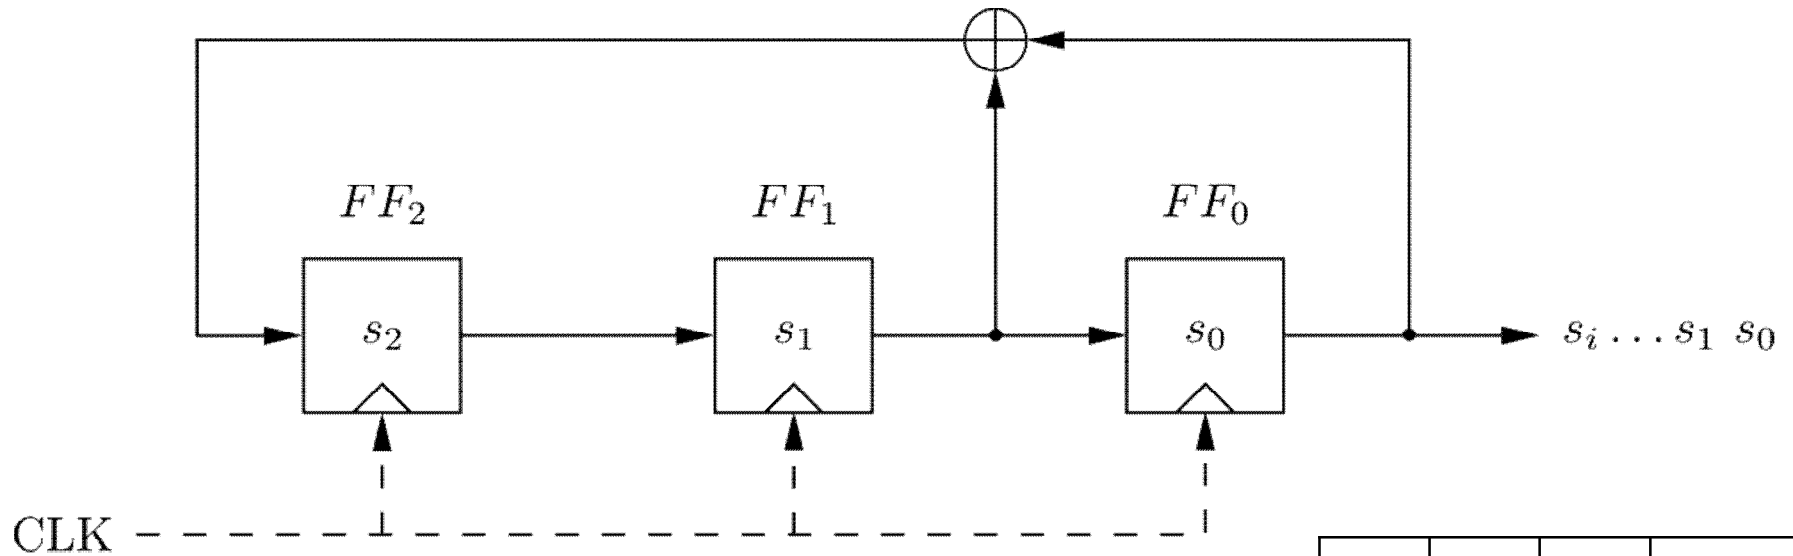 FF₂ FF₁ FF₀
s₂ s₁ s₀ sᵢ...s₁ s₀
CLK